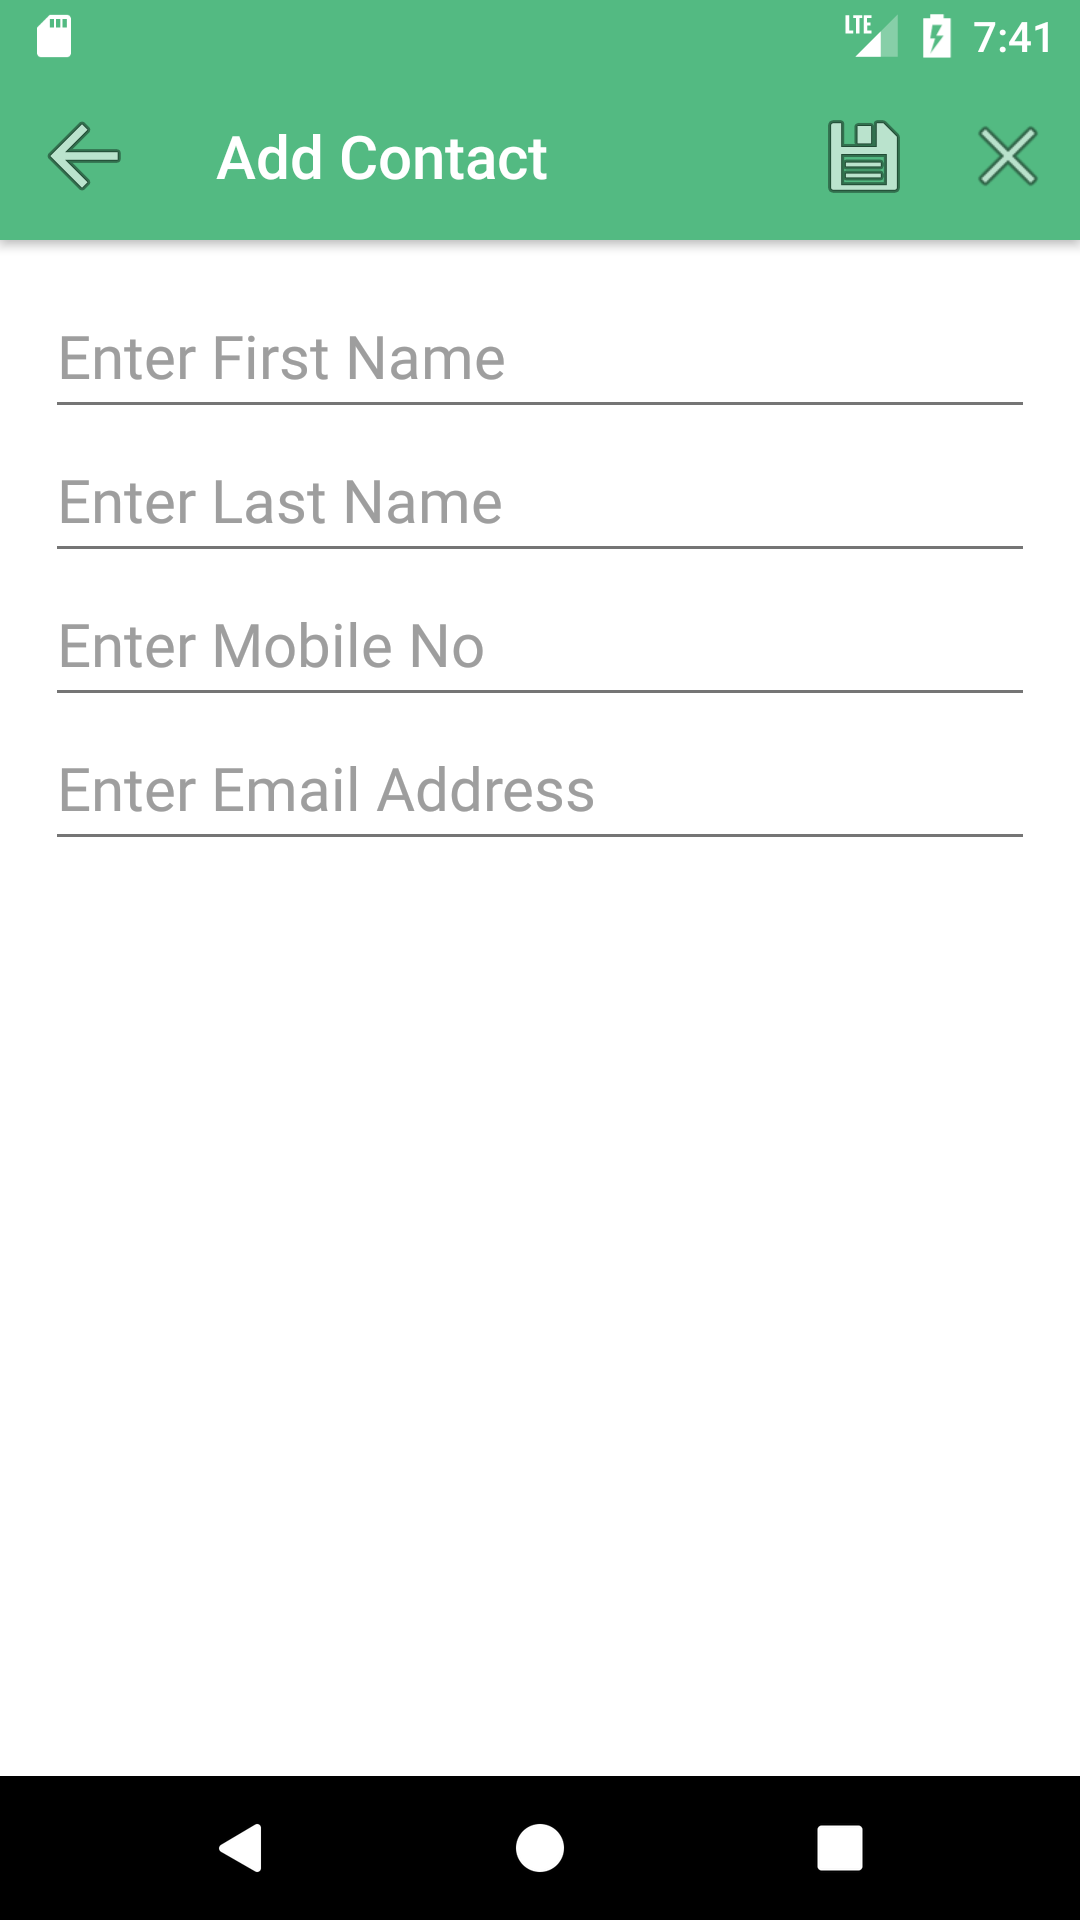 LTE 7:41
Add Contact
Enter First Name
Enter Last Name
Enter Mobile No
Enter Email Address